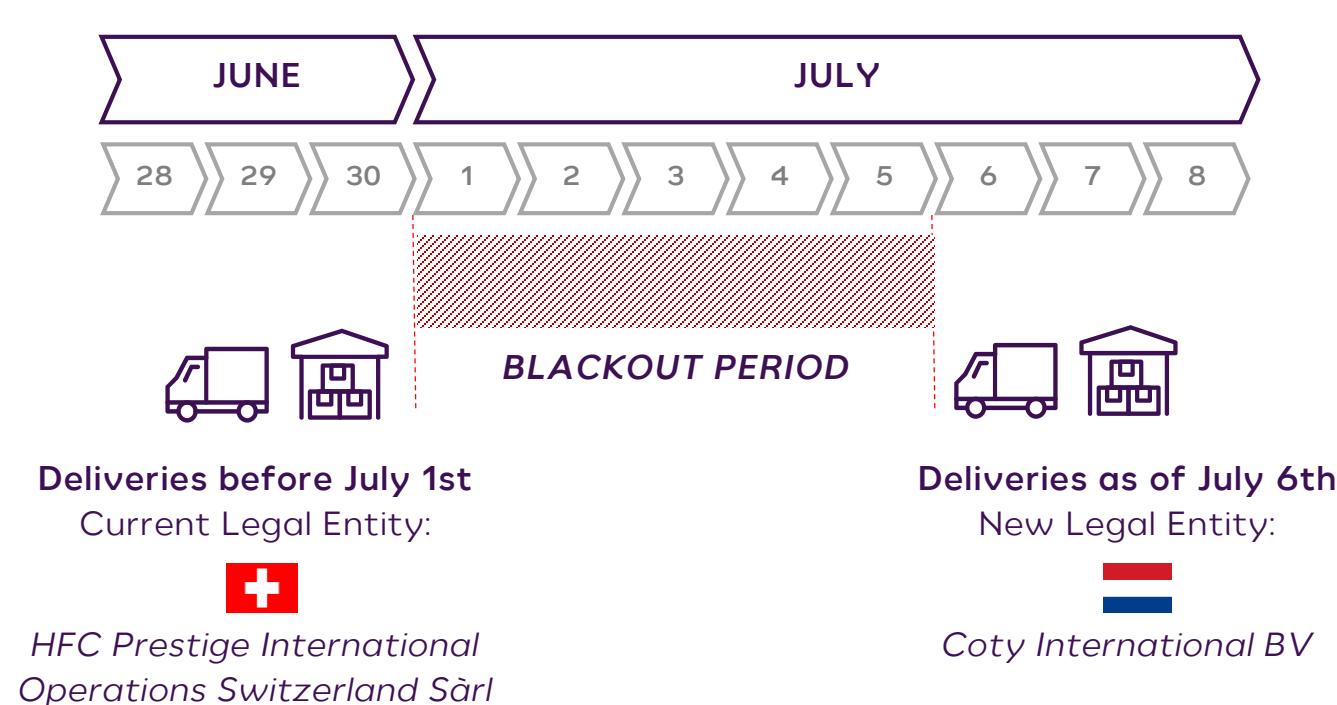 JUNE
JULY
28
29
30
1
2
3
4
5
6
7
8
BLACKOUT PERIOD
Deliveries before July 1st
Current Legal Entity:
HFC Prestige International
Operations Switzerland Sàrl
Deliveries as of July 6th
New Legal Entity:
Coty International BV